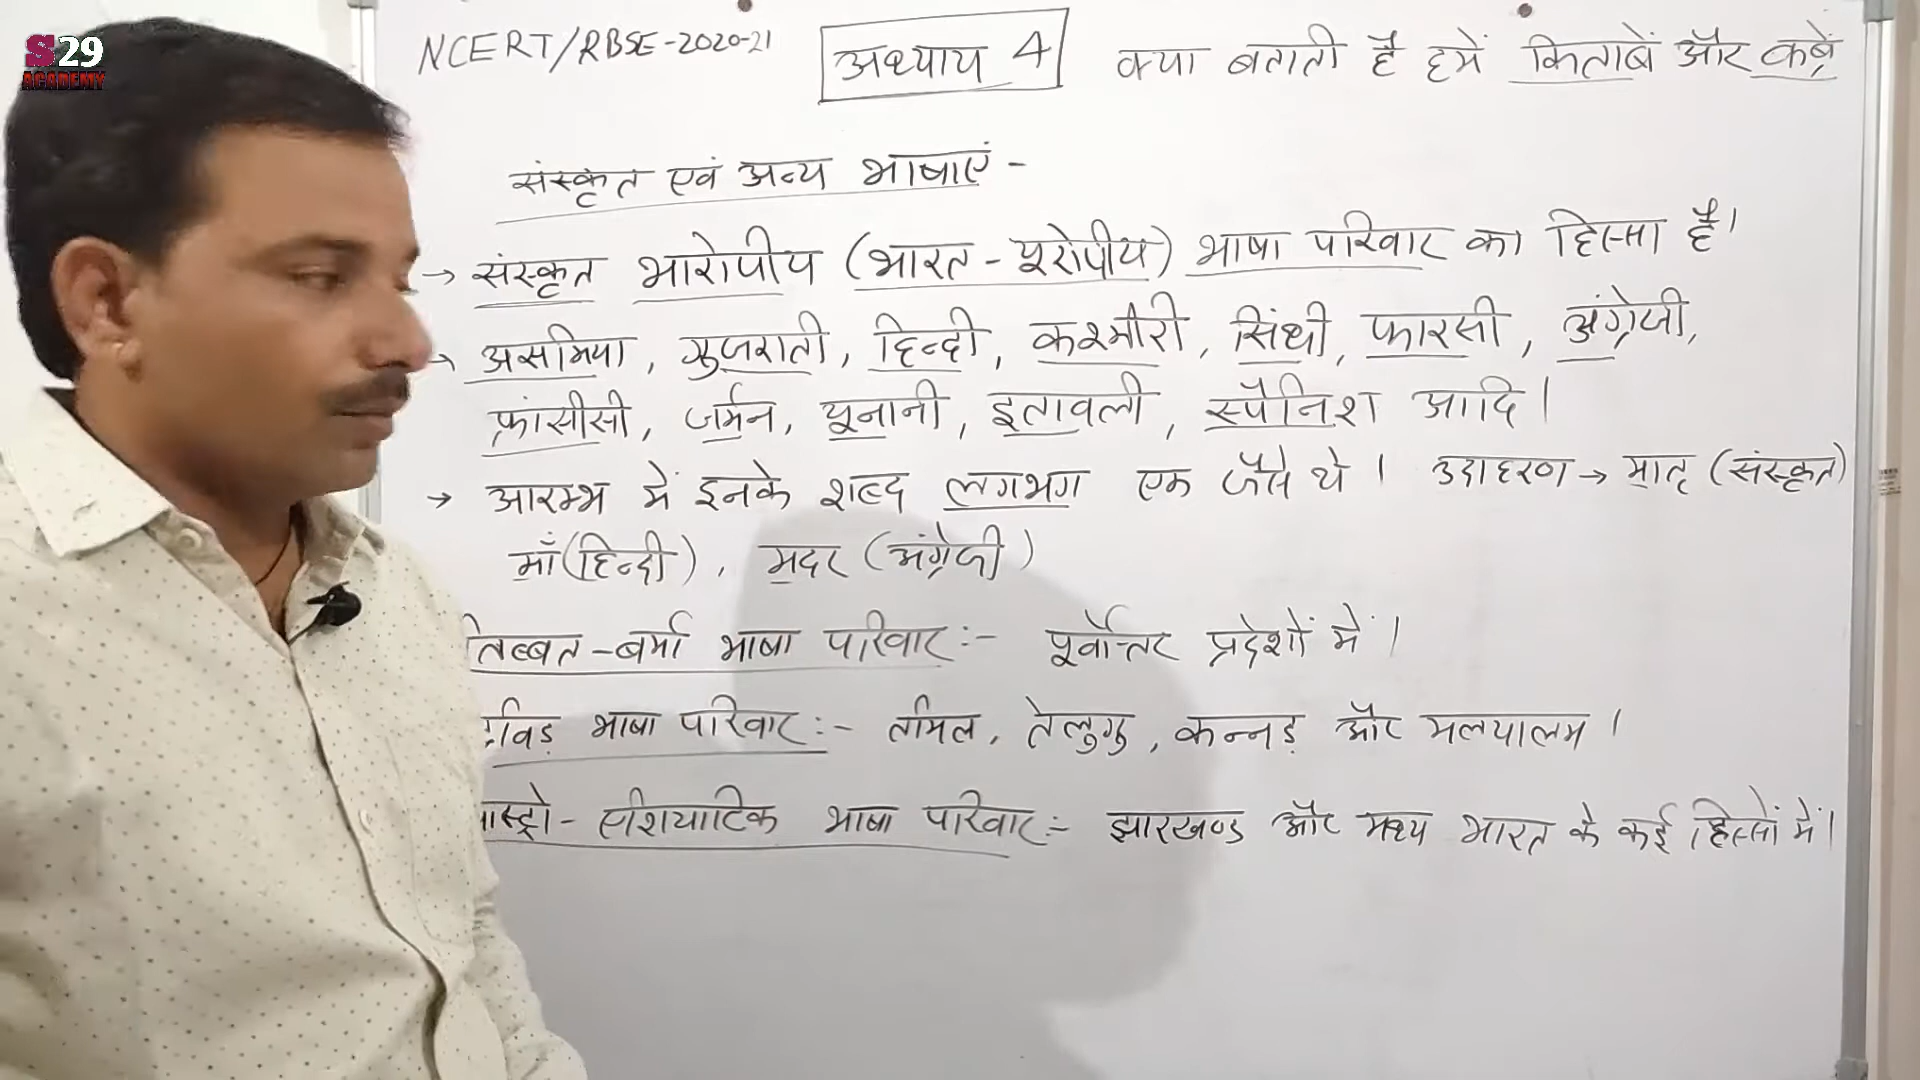 S29
ACADEMY
NCERT/RBSE-2020-21 अध्याय 4 क्या बताती है हमें किताबें और कब्रें
संस्कृत एवं अन्य भाषाएं -
→ संस्कृत भारोपीय (भारत - यूरोपीय) भाषा परिवार का हिस्सा है।
→ असमिया, गुजराती, हिन्दी, कश्मीरी, सिंधी, फारसी, अंग्रेजी,
फ्रांसीसी, जर्मन, यूनानी, इतावली, स्पैनिश आदि।
→ आरम्भ में इनके शब्द लगभग एक जैसे थे। उदाहरण → मातृ (संस्कृत)
माँ (हिन्दी), मदर (अंग्रेजी)
तिब्बत-बर्मा भाषा परिवार :- पूर्वोत्तर प्रदेशों में।
द्रविड़ भाषा परिवार :- तमिल, तेलुगु, कन्नड़ और मलयालम।
ास्ट्रो - एशियाटिक भाषा परिवार :- झारखण्ड और मध्य भारत के कई हिस्सों में।